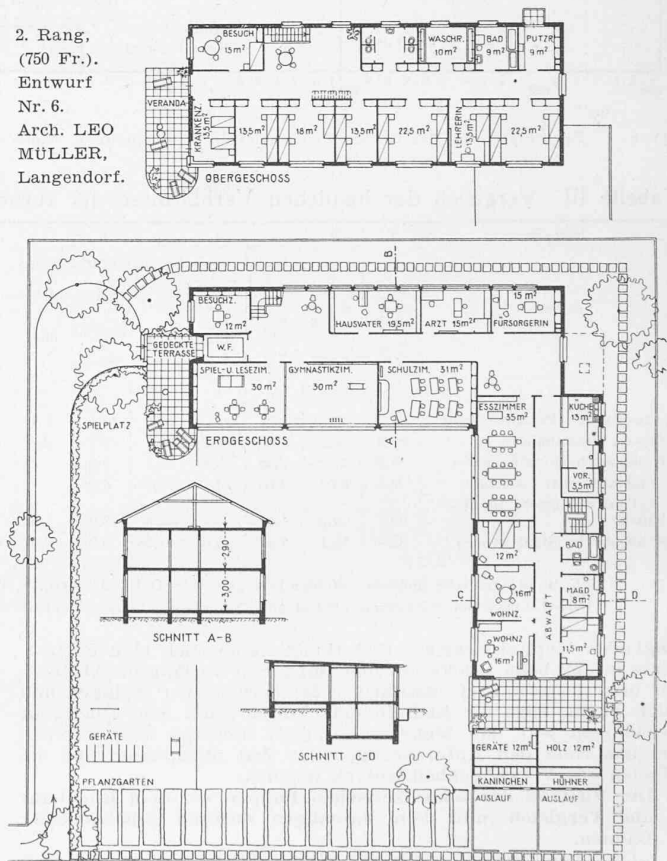 2. Rang,
(750 Fr.).
Entwurf
Nr. 6.
Arch. LEO
MÜLLER,
Langendorf.
BESUCH
15 m²
WASCHR.
10 m²
BAD
9 m²
PUTZR.
9 m²
VERANDA
KRANKENZ.
13,5 m²
13,5 m²
18 m²
13,5 m²
22,5 m²
LEHRERIN
13,5 m²
22,5 m²
OBERGESCHOSS
B
BESUCHZ.
12 m²
HAUSVATER 19,5 m²
ARZT 15 m²
15 m²
FÜRSORGERIN
GEDECKTE
TERRASSE
W.F.
SPIEL-U. LESEZIM.
30 m²
GYMNASTIKZIM.
30 m²
SCHULZIM. 31 m²
SPIELPLATZ
ERDGESCHOSS
A
ESSZIMMER
35 m²
KÜCHE
13 m²
VOR.
3,5 m²
12 m²
BAD
C
16 m²
WOHNZ.
ABWART
MAGD
8 m²
D
WOHNZ
16 m²
11,5 m²
2,90
3,00
SCHNITT A-B
SCHNITT C-D
GERÄTE
PFLANZGARTEN
GERÄTE 12 m²
HOLZ 12 m²
KANINCHEN
HÜHNER
AUSLAUF
AUSLAUF